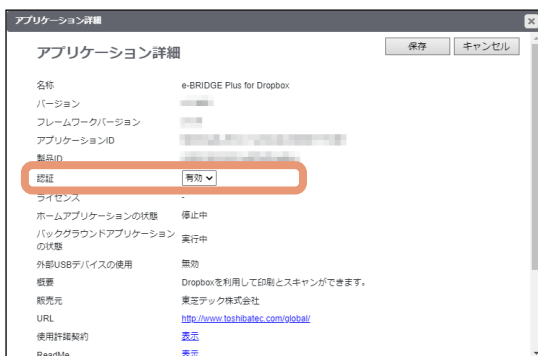 アプリケーション詳細
アプリケーション詳細
保存 キャンセル
名称 e-BRIDGE Plus for Dropbox
バージョン
フレームワークバージョン
アプリケーションID
製品ID
認証 有効
ライセンス -
ホームアプリケーションの状態 停止中
バックグラウンドアプリケーション
の状態 実行中
外部USBデバイスの使用 無効
概要 Dropboxを利用して印刷とスキャンができます。
販売元 東芝テック株式会社
URL http://www.toshibatec.com/global/
使用許諾契約 表示
ReadMe 表示